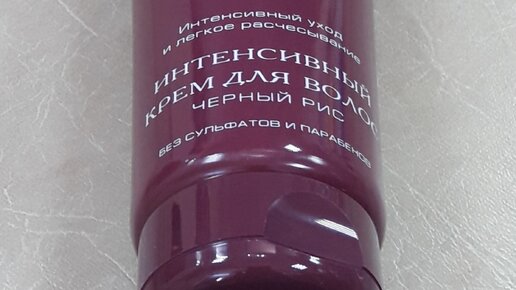 Интенсивный уход
и легкое расчесывание
ИНТЕНСИВНЫЙ
КРЕМ ДЛЯ ВОЛОС
ЧЕРНЫЙ РИС
БЕЗ СУЛЬФАТОВ И ПАРАБЕНОВ